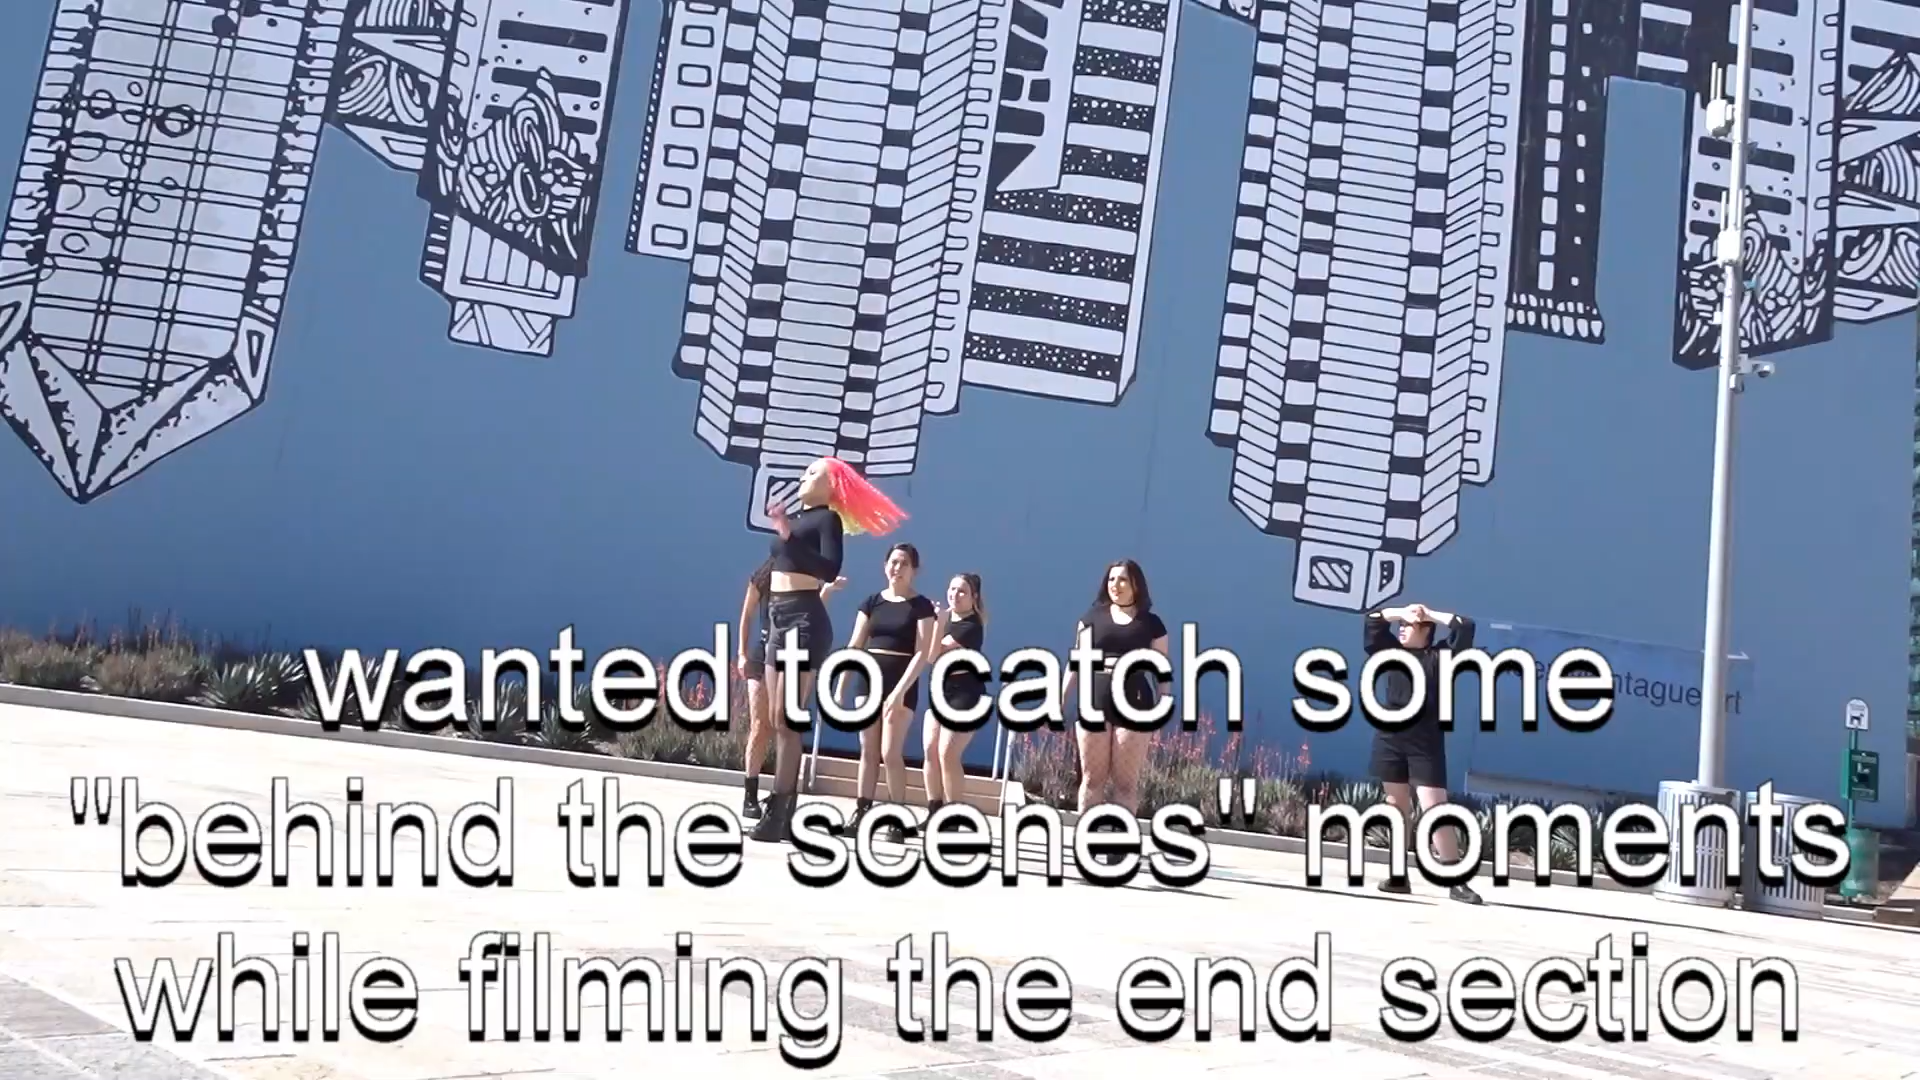 wanted to catch some
"behind the scenes" moments
while filming the end section